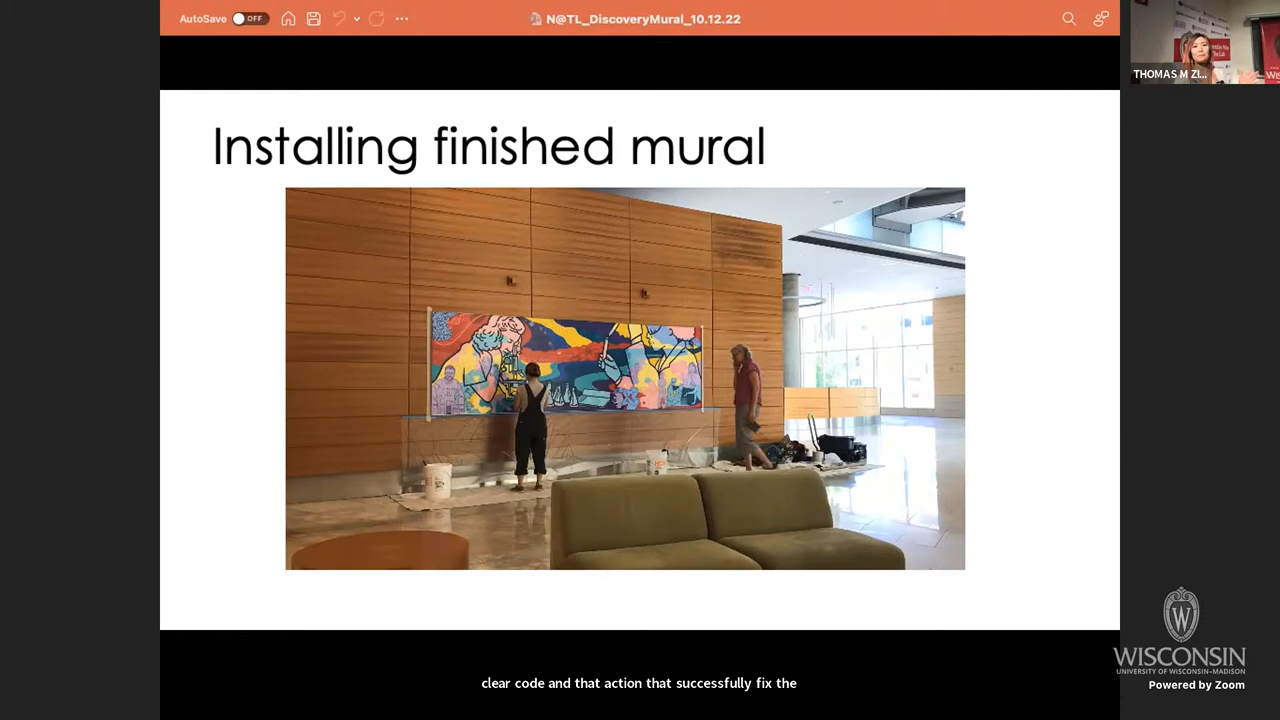 AutoSave OFF
N@TL_DiscoveryMural_10.12.22
THOMAS M ZI...
Installing finished mural
WISCONSIN
UNIVERSITY OF WISCONSIN–MADISON
Powered by Zoom
clear code and that action that successfully fix the